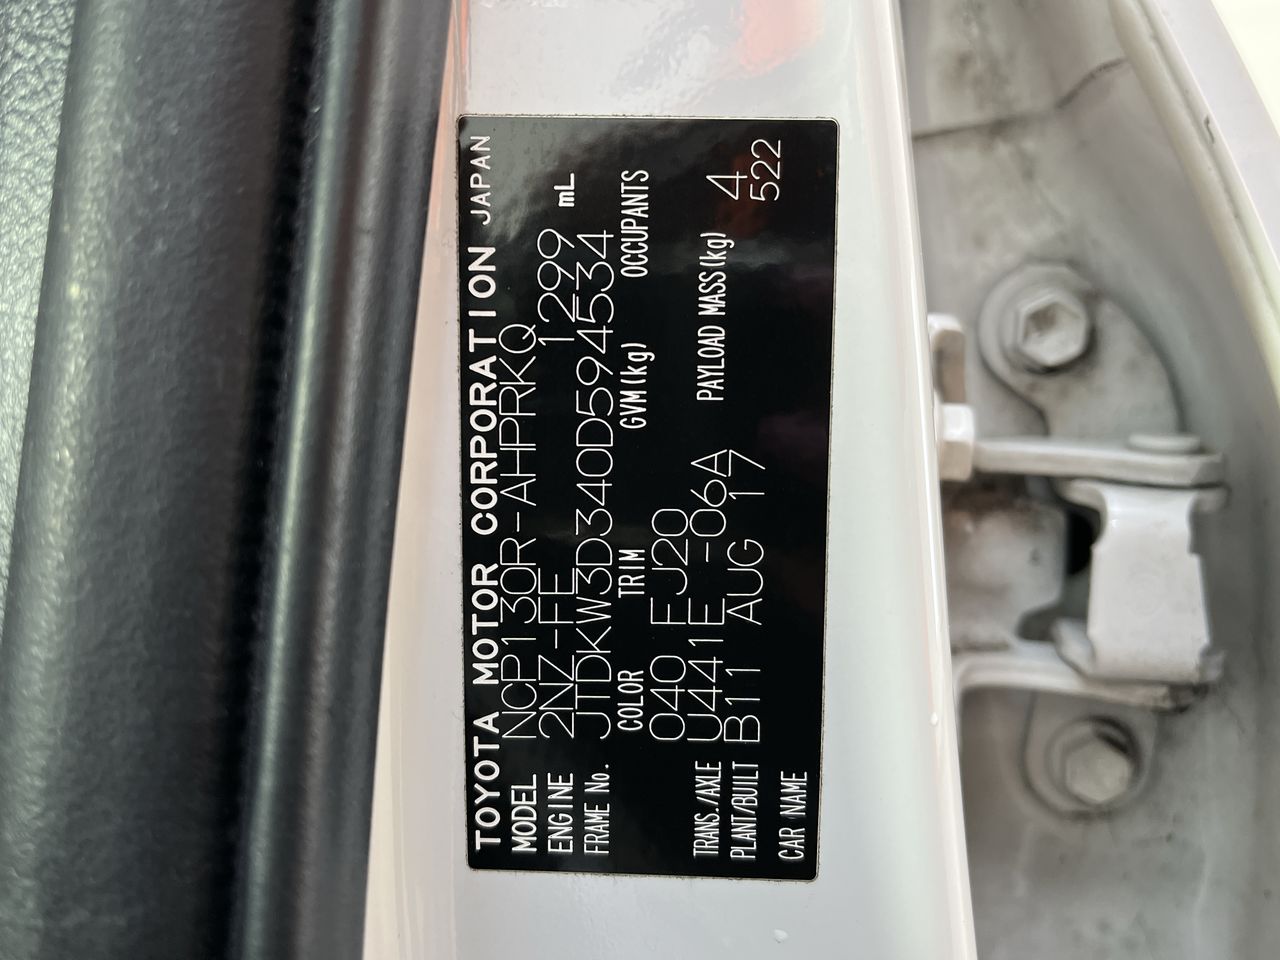 TOYOTA MOTOR CORPORATION JAPAN
MODEL NCP130R-AHPRKQ
ENGINE 2NZ-FE 1299 mL
FRAME No. JTDKW3D340D594534
COLOR TRIM GVM(kg) OCCUPANTS
040 FJ20
TRANS./AXLE U441E -06A PAYLOAD MASS(kg) 4
PLANT/BUILT B11 AUG 17 522
CAR NAME